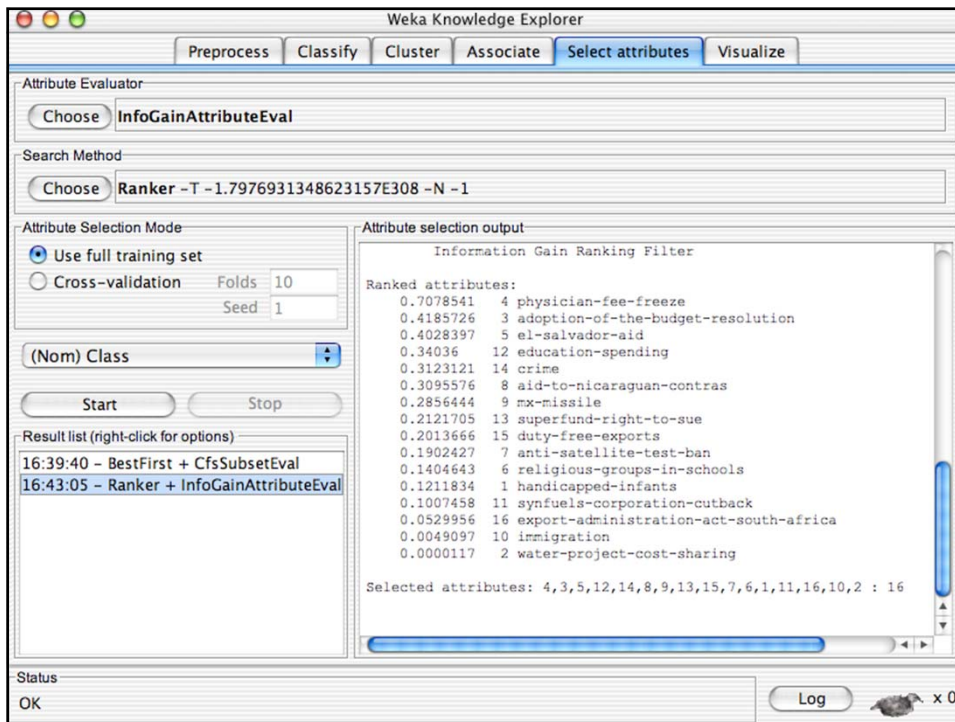 Weka Knowledge Explorer
Preprocess Classify Cluster Associate Select attributes Visualize
Attribute Evaluator
Choose InfoGainAttributeEval
Search Method
Choose Ranker -T -1.7976931348623157E308 -N -1
Attribute Selection Mode
Use full training set
Cross-validation Folds 10
Seed 1
(Nom) Class
Start Stop
Result list (right-click for options)
16:39:40 - BestFirst + CfsSubsetEval
16:43:05 - Ranker + InfoGainAttributeEval
Attribute selection output
Information Gain Ranking Filter
Ranked attributes:
0.7078541 4 physician-fee-freeze
0.4185726 3 adoption-of-the-budget-resolution
0.4028397 5 el-salvador-aid
0.34036 12 education-spending
0.3123121 14 crime
0.3095576 8 aid-to-nicaraguan-contras
0.2856444 9 mx-missile
0.2121705 13 superfund-right-to-sue
0.2013666 15 duty-free-exports
0.1902427 7 anti-satellite-test-ban
0.1404643 6 religious-groups-in-schools
0.1211834 1 handicapped-infants
0.1007458 11 synfuels-corporation-cutback
0.0529956 16 export-administration-act-south-africa
0.0049097 10 immigration
0.0000117 2 water-project-cost-sharing
Selected attributes: 4,3,5,12,14,8,9,13,15,7,6,1,11,16,10,2 : 16
Status
OK
Log x 0